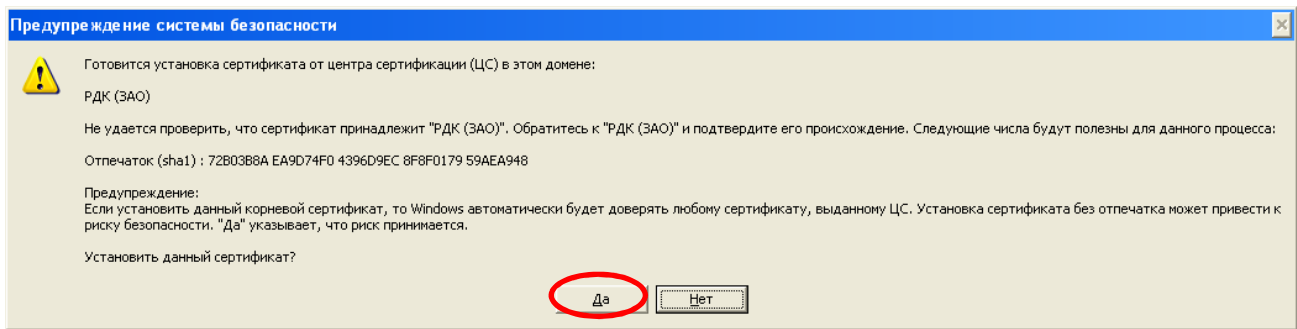 Предупреждение системы безопасности
Готовится установка сертификата от центра сертификации (ЦС) в этом домене:
РДК (ЗАО)
Не удается проверить, что сертификат принадлежит "РДК (ЗАО)". Обратитесь к "РДК (ЗАО)" и подтвердите его происхождение. Следующие числа будут полезны для данного процесса:
Отпечаток (sha1) : 72B03B8A EA9D74F0 4396D9EC 8F8F0179 59AEA948
Предупреждение:
Если установить данный корневой сертификат, то Windows автоматически будет доверять любому сертификату, выданному ЦС. Установка сертификата без отпечатка может привести к
риску безопасности. "Да" указывает, что риск принимается.
Установить данный сертификат?
Да Нет